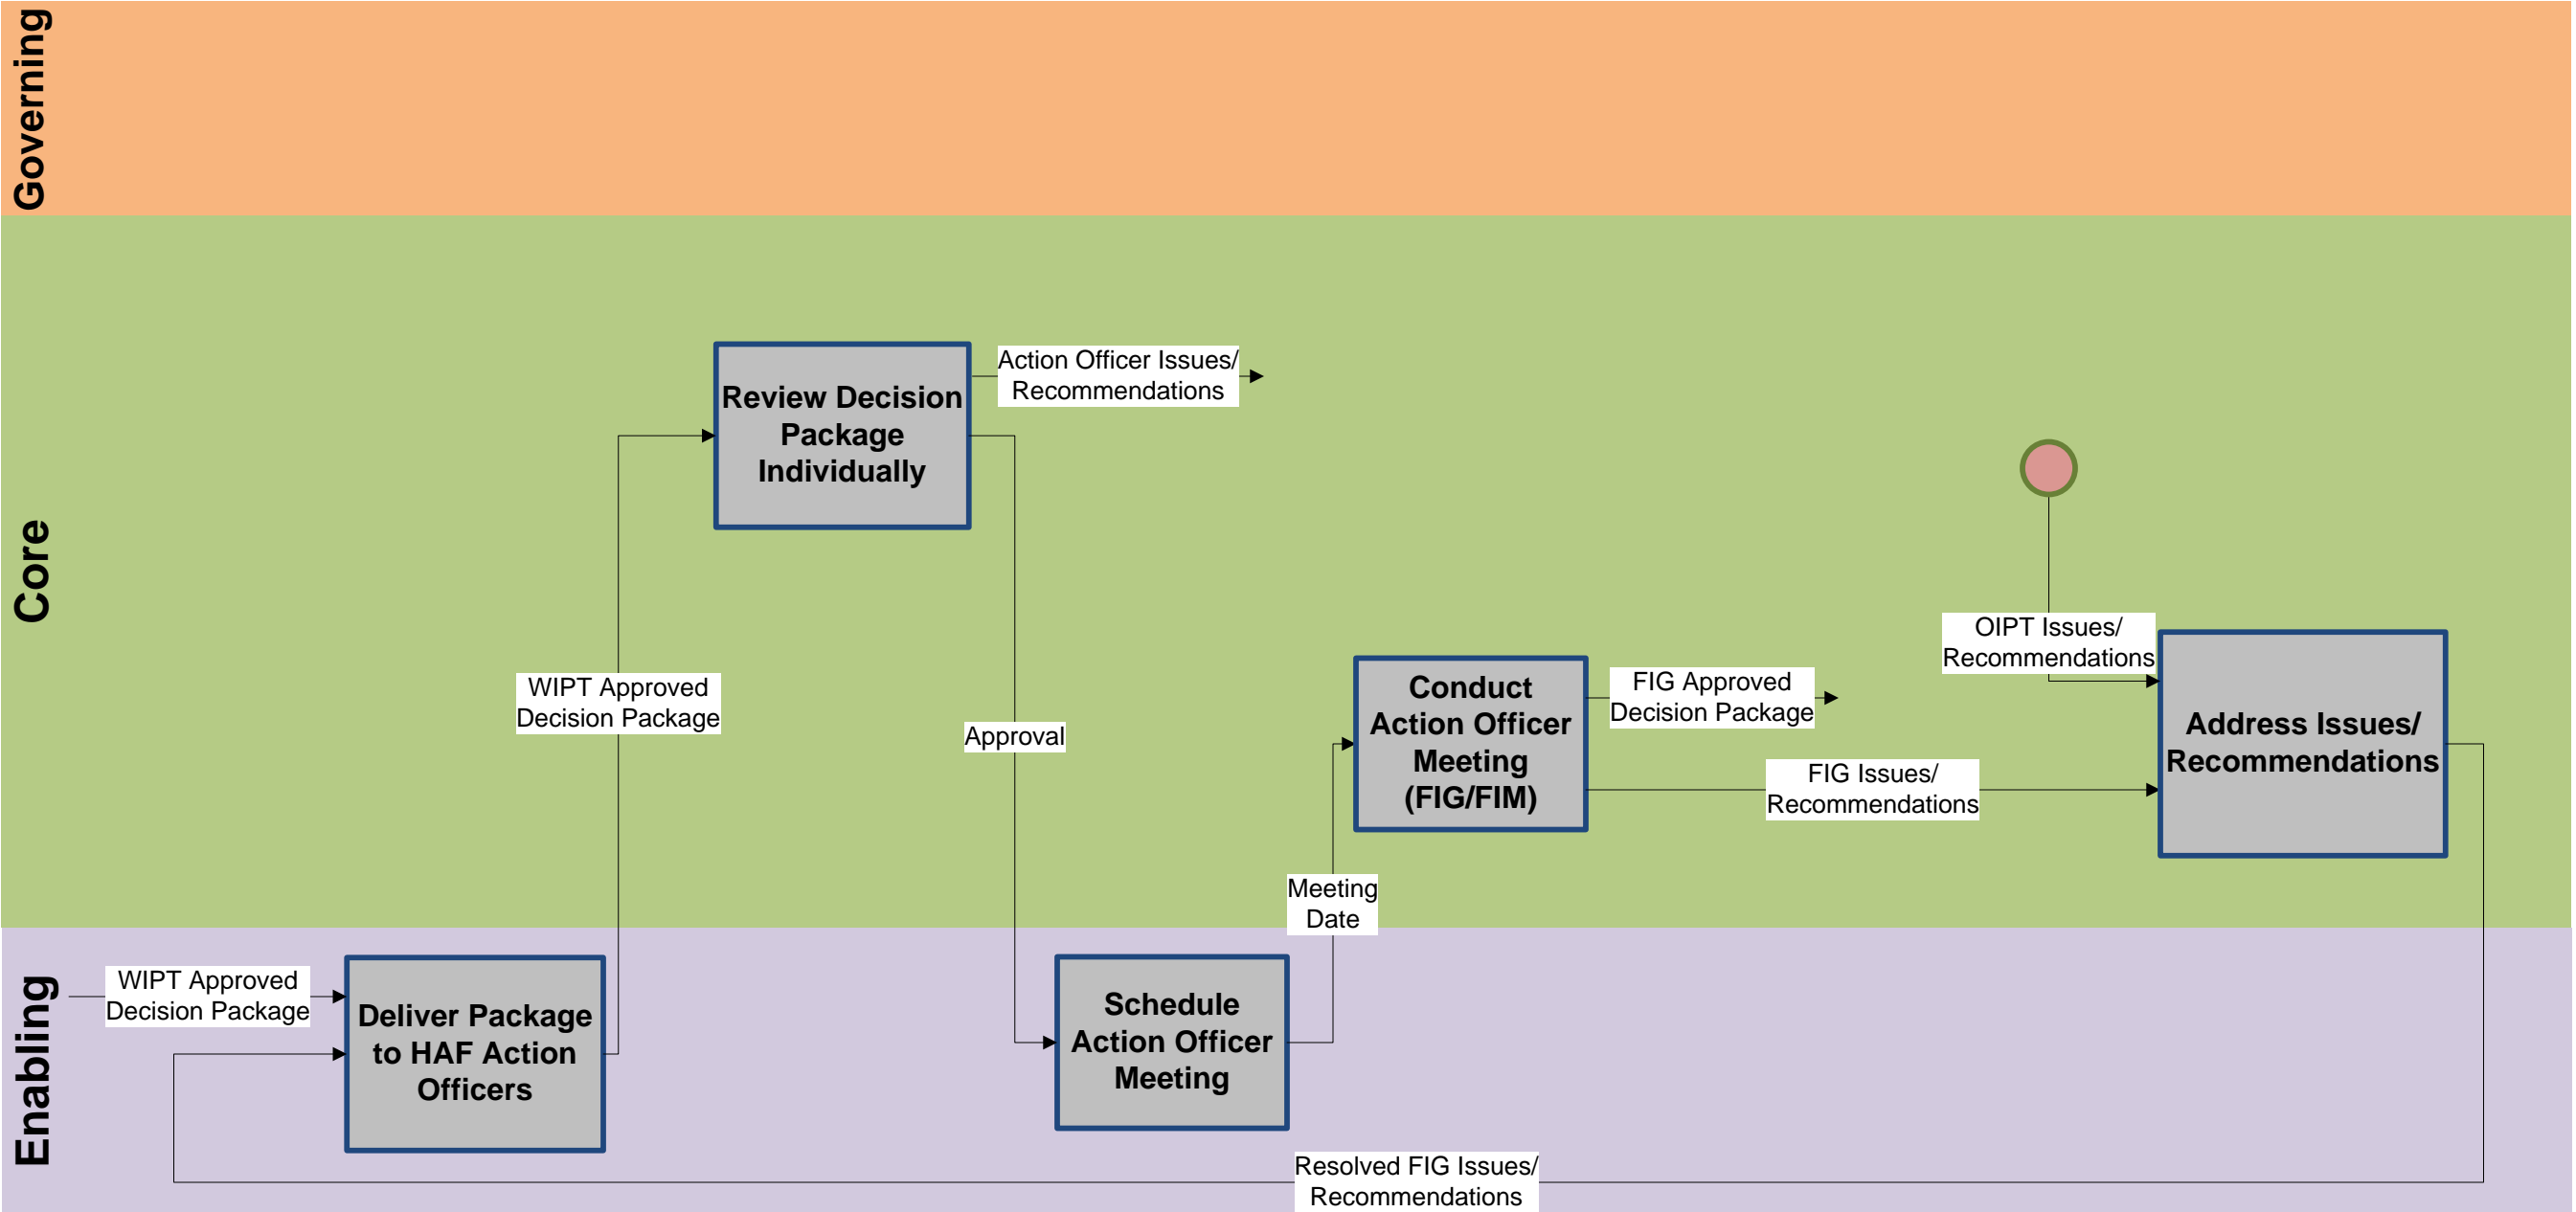 Governing
Core
Review Decision
Package
Individually
Action Officer Issues/
Recommendations
WIPT Approved
Decision Package
Approval
Conduct
Action Officer
Meeting
(FIG/FIM)
FIG Approved
Decision Package
FIG Issues/
Recommendations
OIPT Issues/
Recommendations
Address Issues/
Recommendations
Meeting
Date
Enabling
WIPT Approved
Decision Package
Deliver Package
to HAF Action
Officers
Schedule
Action Officer
Meeting
Resolved FIG Issues/
Recommendations